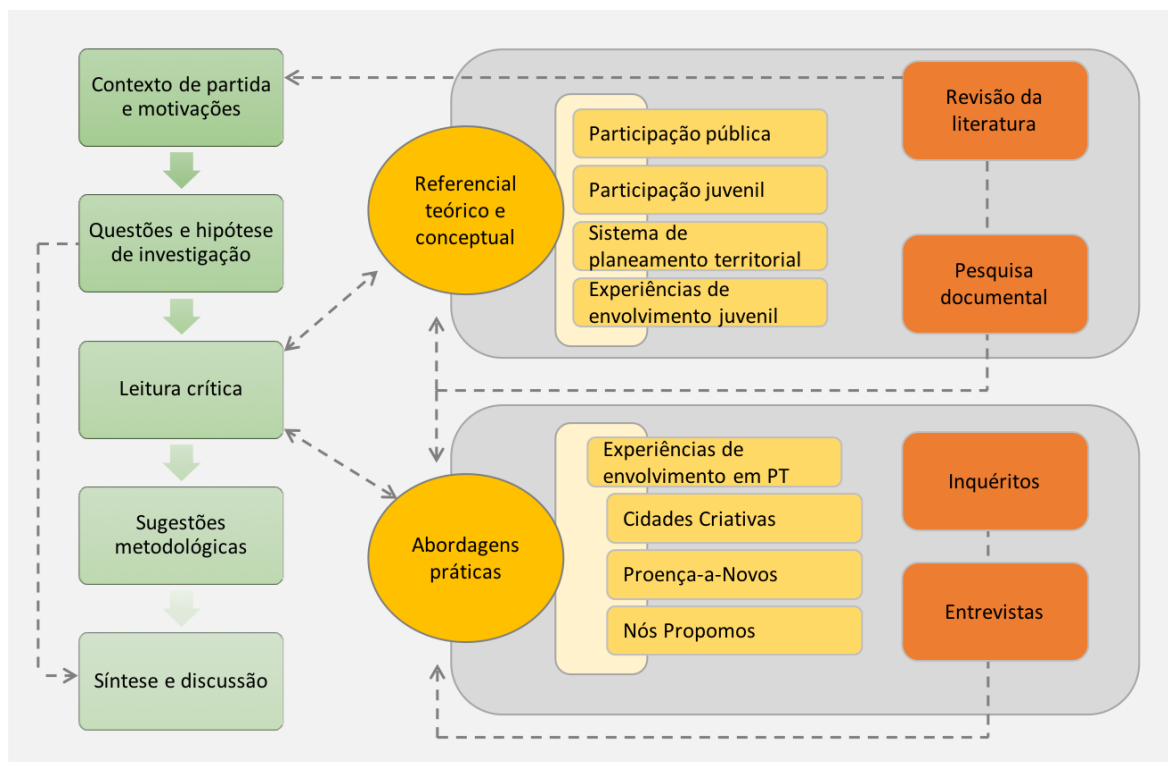 Contexto de partida
e motivações
Questões e hipótese
de investigação
Leitura crítica
Sugestões
metodológicas
Síntese e discussão
Referencial
teórico e
conceptual
Participação pública
Participação juvenil
Sistema de
planeamento territorial
Experiências de
envolvimento juvenil
Revisão da
literatura
Pesquisa
documental
Abordagens
práticas
Experiências de
envolvimento em PT
Cidades Criativas
Proença-a-Novos
Nós Propomos
Inquéritos
Entrevistas